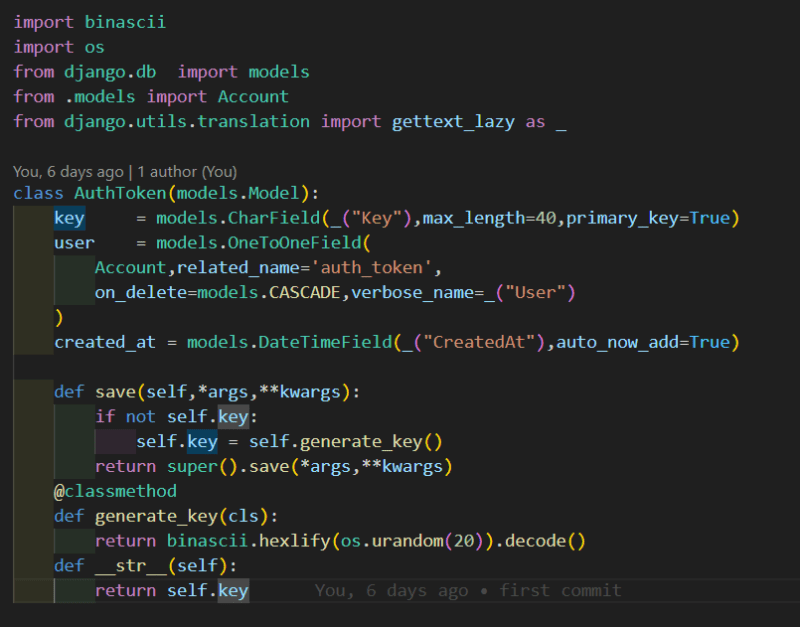 import binascii
import os
from django.db  import models
from .models import Account
from django.utils.translation import gettext_lazy as _
You, 6 days ago | 1 author (You)
class AuthToken(models.Model):
    key     = models.CharField(_("Key"),max_length=40,primary_key=True)
    user    = models.OneToOneField(
        Account,related_name='auth_token',
        on_delete=models.CASCADE,verbose_name=_("User")
    )
    created_at = models.DateTimeField(_("CreatedAt"),auto_now_add=True)
    def save(self,*args,**kwargs):
        if not self.key:
            self.key = self.generate_key()
        return super().save(*args,**kwargs)
    @classmethod
    def generate_key(cls):
        return binascii.hexlify(os.urandom(20)).decode()
    def __str__(self):
        return self.key      You, 6 days ago • first commit